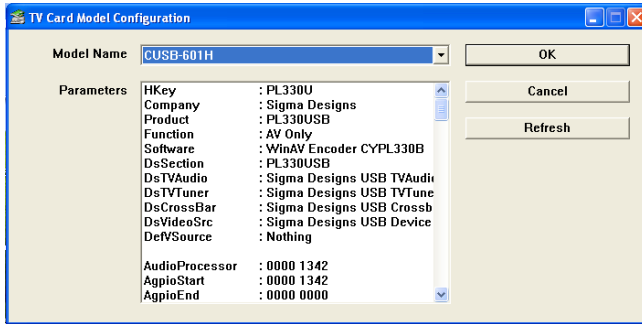 TV Card Model Configuration
Model Name CUSB-601H OK
Parameters HKey : PL330U Cancel
Company : Sigma Designs
Product : PL330USB
Function : AV Only Refresh
Software : WinAV Encoder CYPL330B
DsSection : PL330USB
DsTVAudio : Sigma Designs USB TVAudi
DsTVTuner : Sigma Designs USB TVTune
DsCrossBar : Sigma Designs USB Crossb
DsVideoSrc : Sigma Designs USB Device
DefVSource : Nothing
AudioProcessor : 0000 1342
AgpioStart : 0000 1342
AgpioEnd : 0000 0000